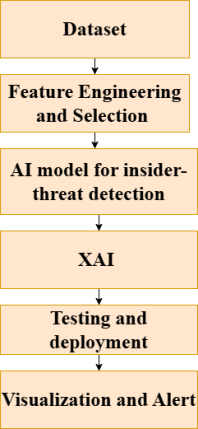 Dataset
Feature Engineering
and Selection
AI model for insider-
threat detection
XAI
Testing and
deployment
Visualization and Alert